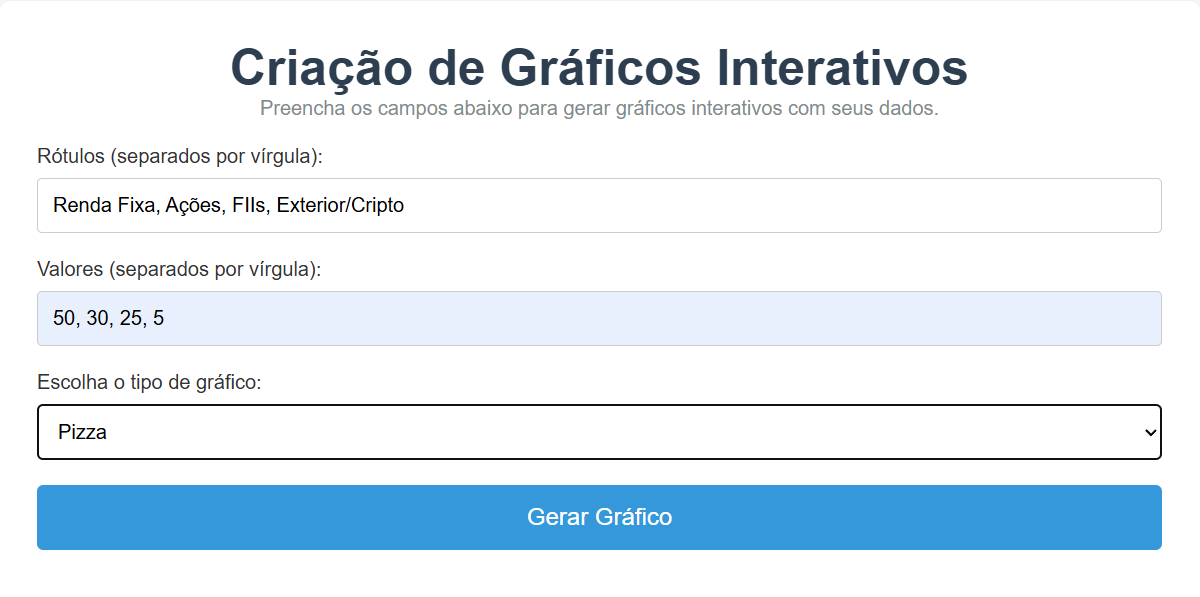 Criação de Gráficos Interativos
Preencha os campos abaixo para gerar gráficos interativos com seus dados.
Rótulos (separados por vírgula):
Renda Fixa, Ações, FIIs, Exterior/Cripto
Valores (separados por vírgula):
50, 30, 25, 5
Escolha o tipo de gráfico:
Pizza
Gerar Gráfico